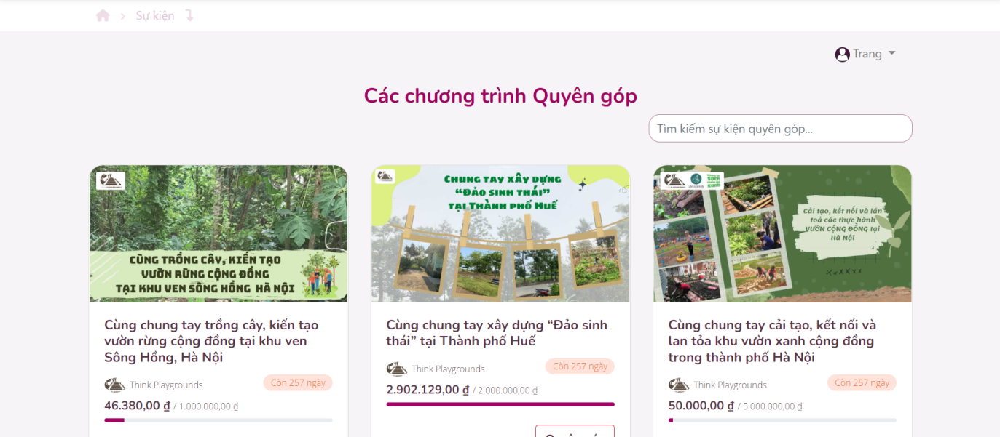 Sự kiện
Trang
Các chương trình Quyên góp
Tìm kiếm sự kiện quyên góp...
CÙNG TRỒNG CÂY, KIẾN TẠO
VƯỜN RỪNG CỘNG ĐỒNG
TẠI KHU VEN SÔNG HỒNG HÀ NỘI
Cùng chung tay trồng cây, kiến tạo
vườn rừng cộng đồng tại khu ven
Sông Hồng, Hà Nội
Think Playgrounds
Còn 257 ngày
46.380,00 ₫ / 1.000.000,00 ₫
CHUNG TAY XÂY DỰNG
“ĐẢO SINH THÁI”
TẠI THÀNH PHỐ HUẾ
Cùng chung tay xây dựng “Đảo sinh
thái” tại Thành phố Huế
Think Playgrounds
Còn 257 ngày
2.902.129,00 ₫ / 2.000.000,00 ₫
Cải tạo, kết nối và lan
toả các thực hành
VƯỜN CỘNG ĐỒNG tại
Hà Nội
Cùng chung tay cải tạo, kết nối và
lan tỏa khu vườn xanh cộng đồng
trong thành phố Hà Nội
Think Playgrounds
Còn 257 ngày
50.000,00 ₫ / 5.000.000,00 ₫